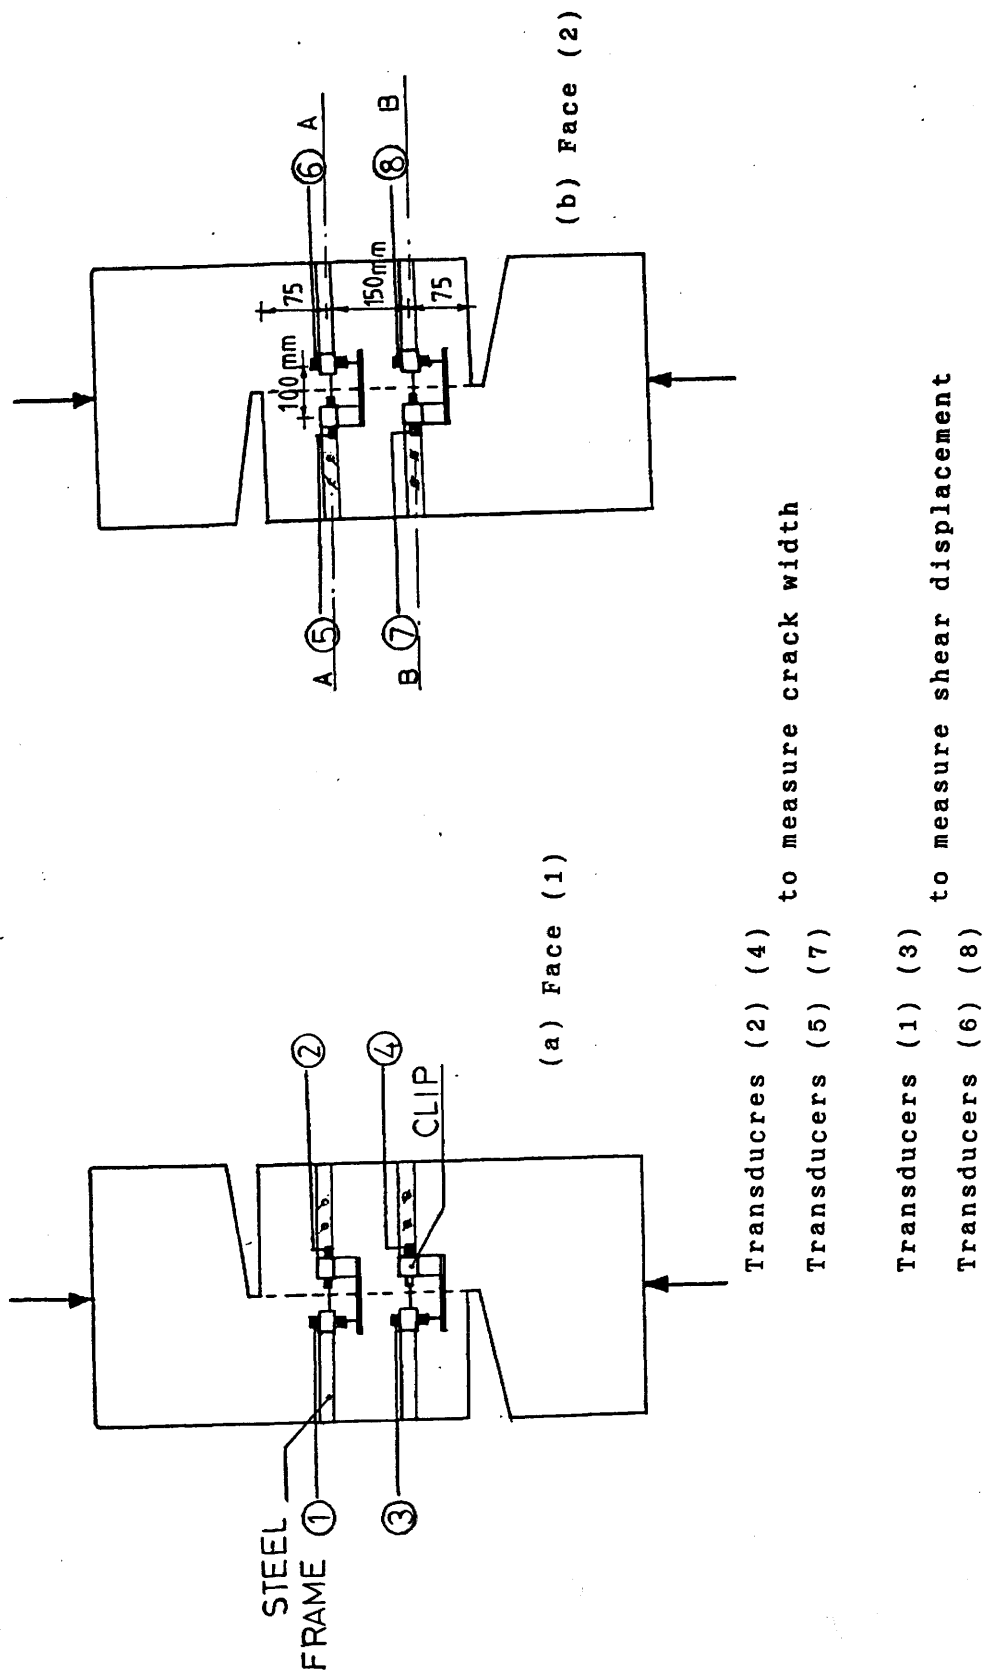 STEEL
FRAME
1
3
2
4
CLIP
(a) Face (1)
A
5
B
7
100 mm
75
150mm
75
6
A
8
B
(b) Face (2)
Transducres (2) (4)
to measure crack width
Transducers (5) (7)
Transducers (1) (3)
to measure shear displacement
Transducers (6) (8)